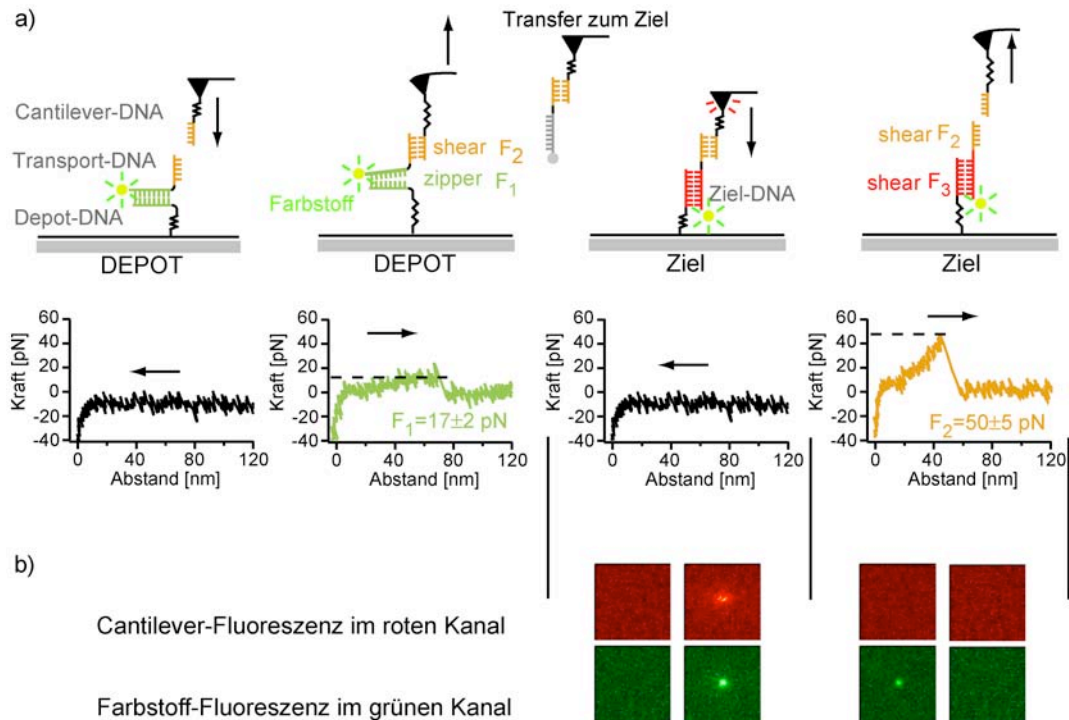 a)
Transfer zum Ziel
Cantilever-DNA
Transport-DNA
Depot-DNA
DEPOT
shear F2
zipper F1
Farbstoff
DEPOT
Ziel-DNA
Ziel
shear F2
shear F3
Ziel
Kraft [pN]
60
40
20
0
-20
-40
0 40 80 120
Abstand [nm]
Kraft [pN]
60
40
20
0
-20
-40
F1=17±2 pN
0 40 80 120
Abstand [nm]
Kraft [pN]
60
40
20
0
-20
-40
0 40 80 120
Abstand [nm]
Kraft [pN]
60
40
20
0
-20
-40
F2=50±5 pN
0 40 80 120
Abstand [nm]
b)
Cantilever-Fluoreszenz im roten Kanal
Farbstoff-Fluoreszenz im grünen Kanal